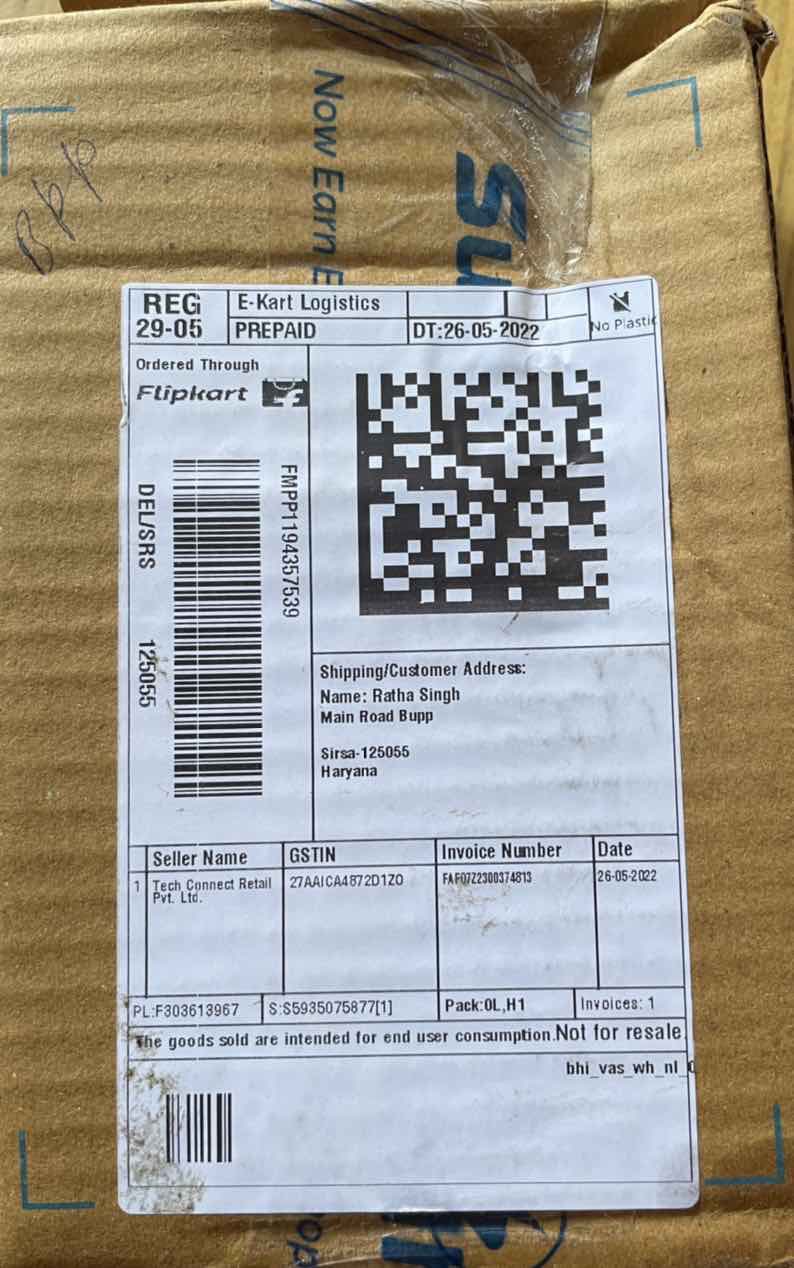 Now Earn E
Su
Bpp
REG
29-05
E-Kart Logistics
PREPAID
DT:26-05-2022
No Plastic
Ordered Through
Flipkart
FMPP1194357539
DEL/SRS 125055
Shipping/Customer Address:
Name: Ratha Singh
Main Road Bupp
Sirsa-125055
Haryana
Seller Name GSTIN Invoice Number Date
1 Tech Connect Retail Pvt. Ltd. 27AAICA4872D1Z0 FAF07Z2300374813 26-05-2022
PL:F303613967 S:S5935075877[1] Pack:0L,H1 Invoices: 1
The goods sold are intended for end user consumption.Not for resale
bhi_vas_wh_nl_0